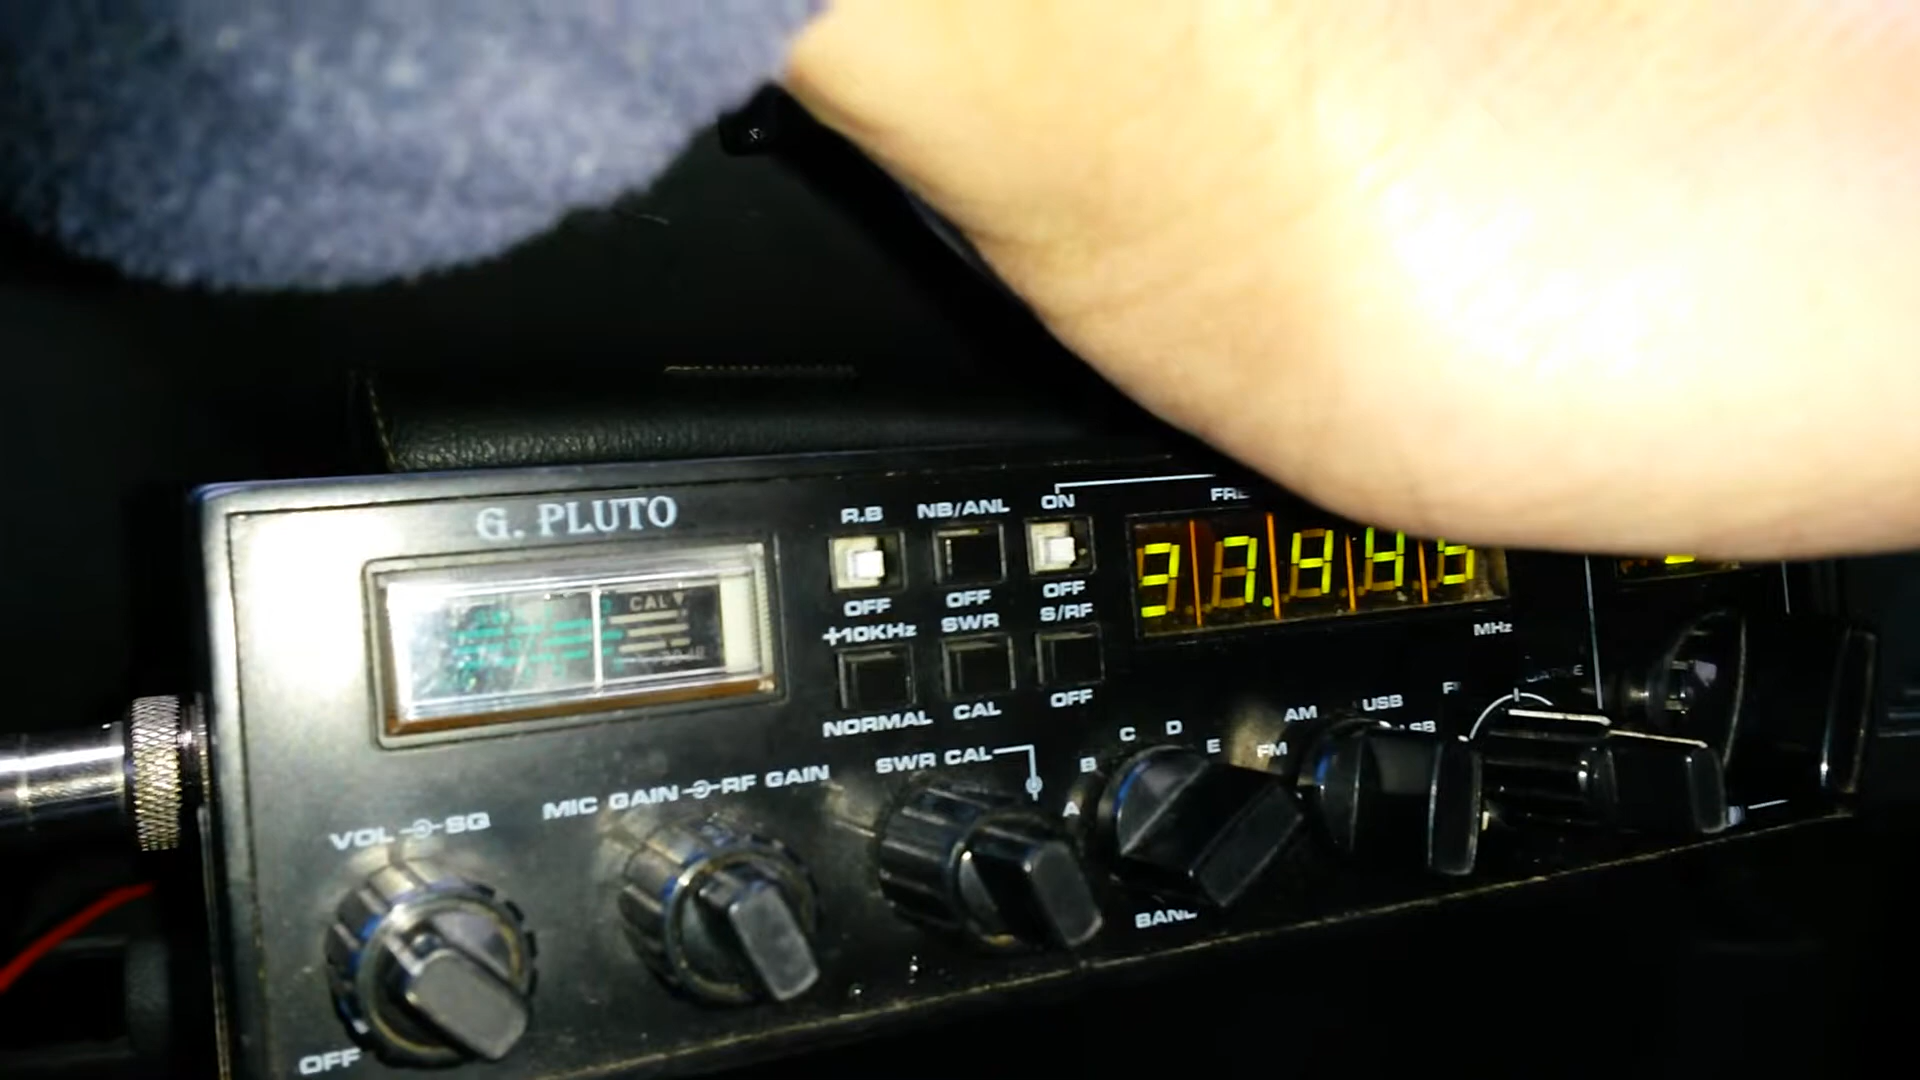 G. PLUTO
R.B NB/ANL ON
OFF OFF OFF
+10KHz SWR S/RF
NORMAL CAL OFF
CAL
MHz
VOL SQ
MIC GAIN RF GAIN
SWR CAL
A B C D E
FM AM USB
OFF